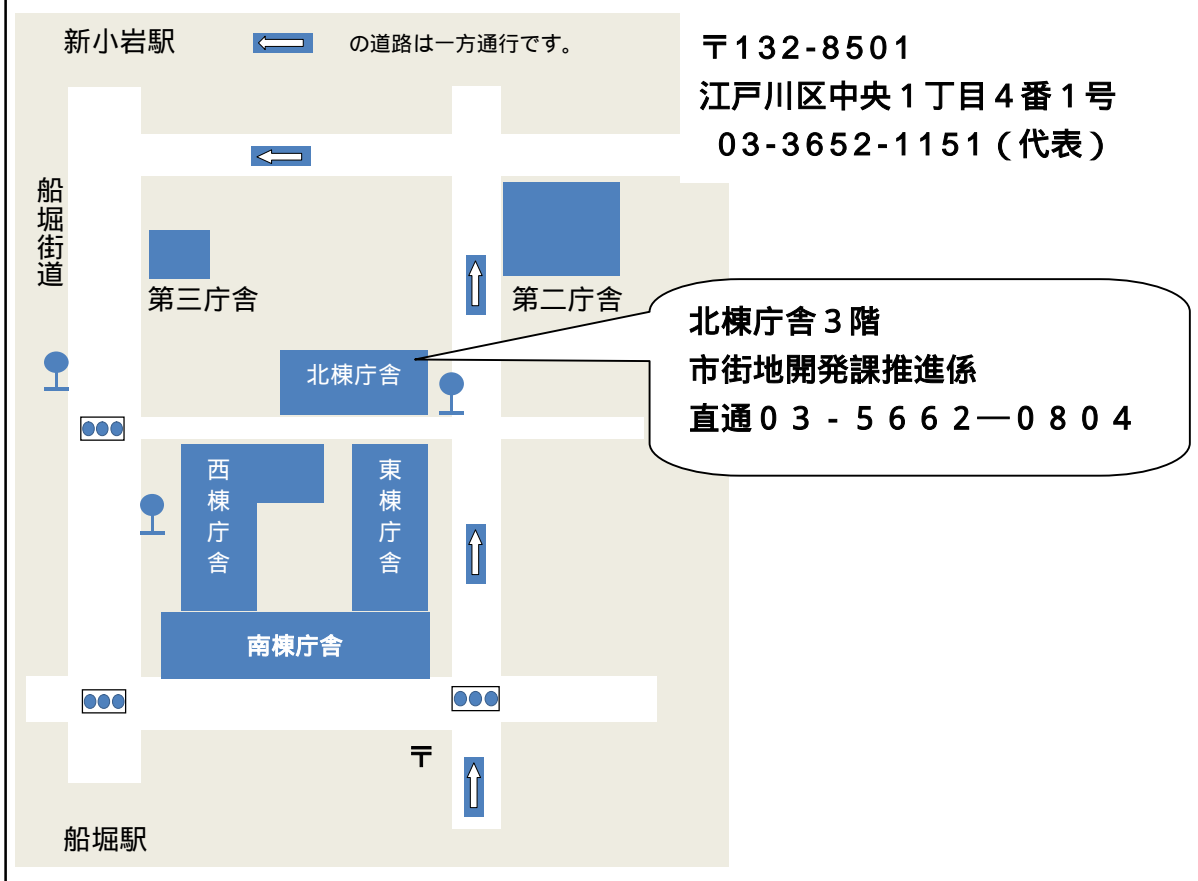 新小岩駅
の道路は一方通行です。
〒132-8501
江戸川区中央1丁目4番1号
03-3652-1151(代表)
船堀街道
第三庁舎
第二庁舎
北棟庁舎3階
市街地開発課推進係
直通03-5662―0804
北棟庁舎
西棟庁舎
東棟庁舎
南棟庁舎
〒
船堀駅